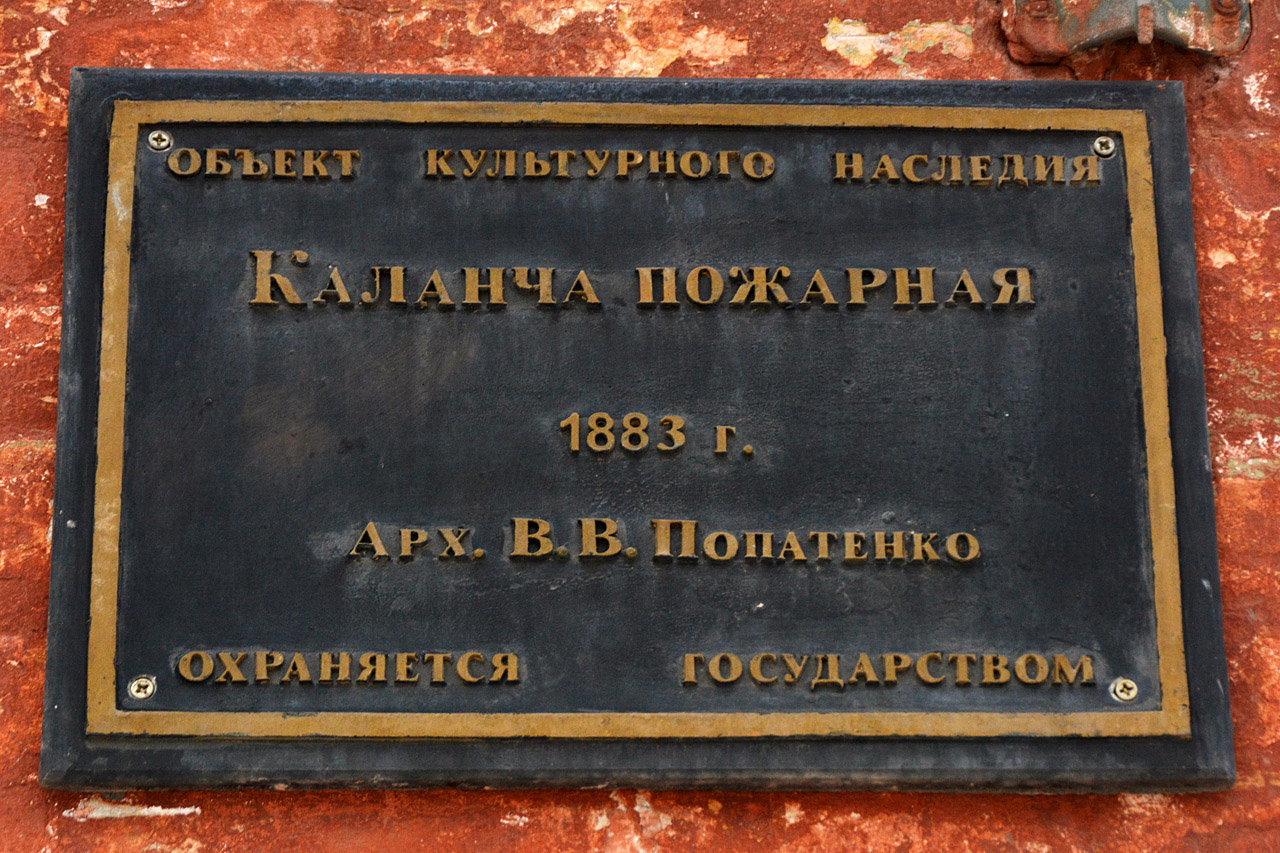 ОБЪЕКТ КУЛЬТУРНОГО НАСЛЕДИЯ
КАЛАНЧА ПОЖАРНАЯ
1883 г.
АРХ. В.В. ПОПАТЕНКО
ОХРАНЯЕТСЯ ГОСУДАРСТВОМ